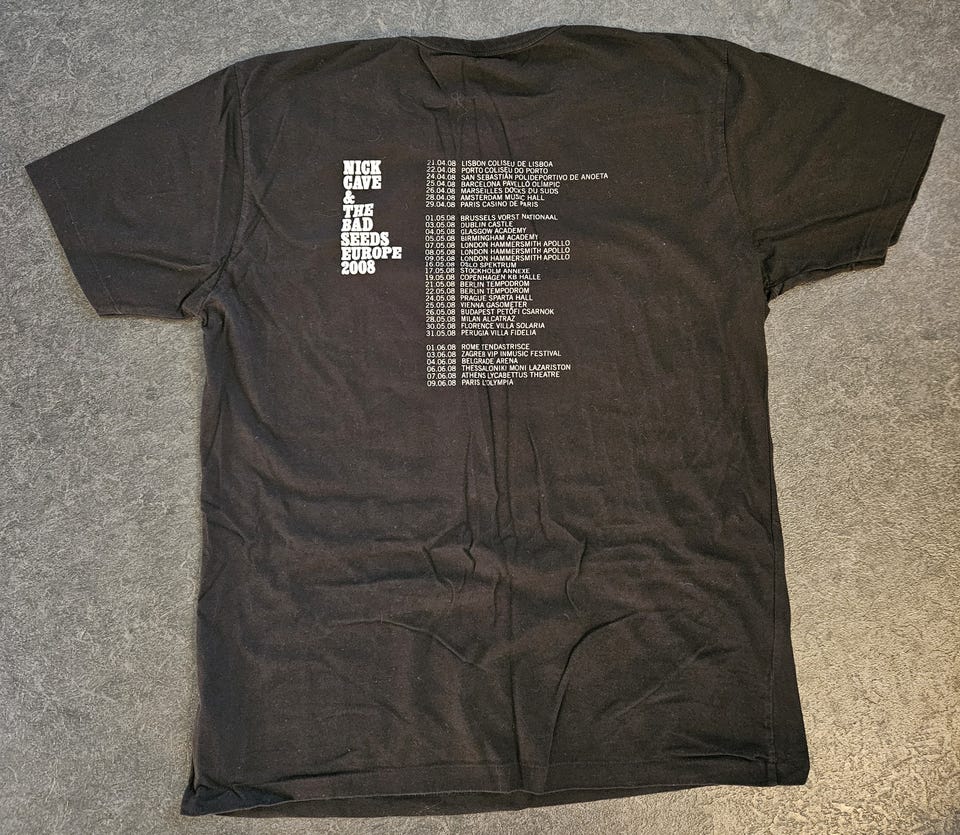 NICK
CAVE
&
THE
BAD
SEEDS
EUROPE
2008
21.04.08 LISBON COLISEU DE LISBOA
22.04.08 PORTO COLISEU DO PORTO
24.04.08 SAN SEBASTIAN POLIDEPORTIVO DE ANOETA
25.04.08 BARCELONA PAVELLO OLIMPIC
26.04.08 MARSEILLES DOCKS DU SUDS
28.04.08 AMSTERDAM MUSIC HALL
29.04.08 PARIS CASINO DE PARIS
01.05.08 BRUSSELS VORST NATIONAAL
03.05.08 DUBLIN CASTLE
04.05.08 GLASGOW ACADEMY
05.05.08 BIRMINGHAM ACADEMY
07.05.08 LONDON HAMMERSMITH APOLLO
08.05.08 LONDON HAMMERSMITH APOLLO
09.05.08 LONDON HAMMERSMITH APOLLO
16.05.08 OSLO SPEKTRUM
17.05.08 STOCKHOLM ANNEXE
19.05.08 COPENHAGEN KB HALLE
21.05.08 BERLIN TEMPODROM
22.05.08 BERLIN TEMPODROM
24.05.08 PRAGUE SPARTA HALL
25.05.08 VIENNA GASOMETER
26.05.08 BUDAPEST PETÖFI CSARNOK
28.05.08 MILAN ALCATRAZ
30.05.08 FLORENCE VILLA SOLARIA
31.05.08 PERUGIA VILLA FIDELIA
01.06.08 ROME TENDASTRISCE
03.06.08 ZAGREB VIP INMUSIC FESTIVAL
04.06.08 BELGRADE ARENA
06.06.08 THESSALONIKI MONI LAZARISTON
07.06.08 ATHENS LYCABETTUS THEATRE
09.06.08 PARIS L'OLYMPIA